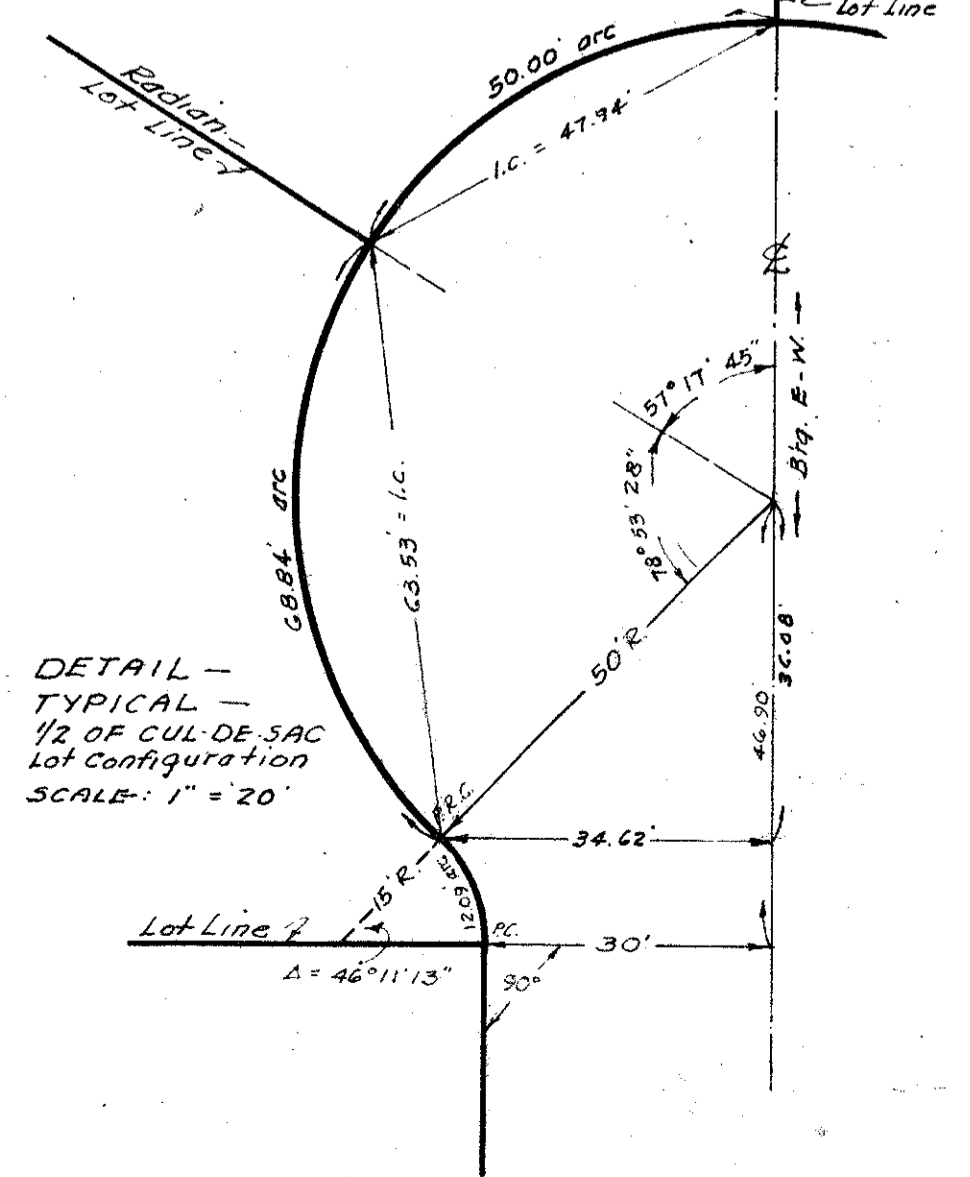 Lot Line
50.00' arc
Radian-
Lot Line
I.C. = 47.94'
57° 17' 45"
Brg. E-W.
78° 53' 28"
68.84' arc
63.53' = I.C.
50' R.
36.08'
46.90
DETAIL -
TYPICAL -
1/2 OF CUL-DE-SAC
Lot Configuration
SCALE: 1" = 20'
P.R.C.
34.62'
15' R.
12.09 arc
Lot Line
P.C.
30'
Δ = 46° 11' 13"
90°